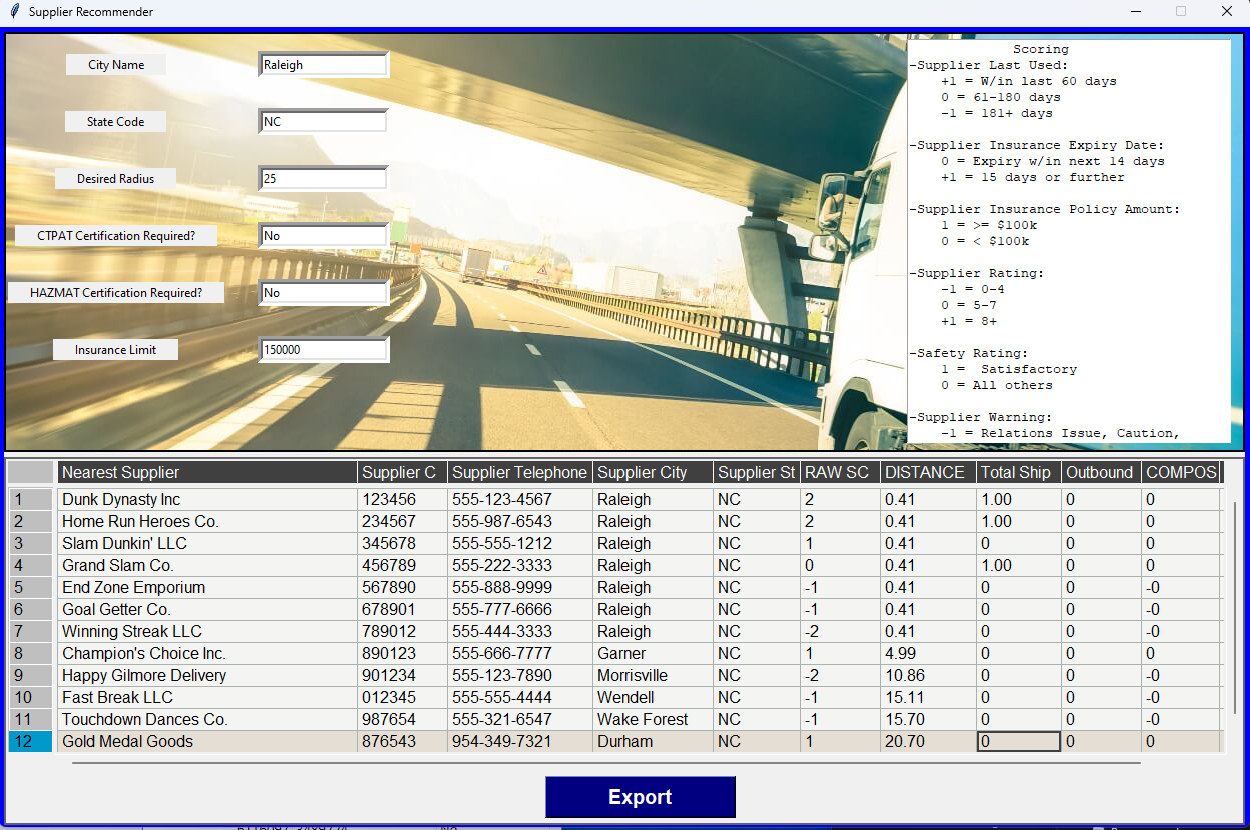 Supplier Recommender
City Name Raleigh
State Code NC
Desired Radius 25
CTPAT Certification Required? No
HAZMAT Certification Required? No
Insurance Limit 150000
Scoring
-Supplier Last Used:
+1 = W/in last 60 days
0 = 61-180 days
-1 = 181+ days
-Supplier Insurance Expiry Date:
0 = Expiry w/in next 14 days
+1 = 15 days or further
-Supplier Insurance Policy Amount:
1 = >= $100k
0 = < $100k
-Supplier Rating:
-1 = 0-4
0 = 5-7
+1 = 8+
-Safety Rating:
1 =  Satisfactory
0 = All others
-Supplier Warning:
-1 = Relations Issue, Caution,
Nearest Supplier Supplier C Supplier Telephone Supplier City Supplier St RAW SC DISTANCE Total Ship Outbound COMPOS
1 Dunk Dynasty Inc 123456 555-123-4567 Raleigh NC 2 0.41 1.00 0 0
2 Home Run Heroes Co. 234567 555-987-6543 Raleigh NC 2 0.41 1.00 0 0
3 Slam Dunkin' LLC 345678 555-555-1212 Raleigh NC 1 0.41 0 0 0
4 Grand Slam Co. 456789 555-222-3333 Raleigh NC 0 0.41 1.00 0 0
5 End Zone Emporium 567890 555-888-9999 Raleigh NC -1 0.41 0 0 -0
6 Goal Getter Co. 678901 555-777-6666 Raleigh NC -1 0.41 0 0 -0
7 Winning Streak LLC 789012 555-444-3333 Raleigh NC -2 0.41 0 0 -0
8 Champion's Choice Inc. 890123 555-666-7777 Garner NC 1 4.99 0 0 0
9 Happy Gilmore Delivery 901234 555-123-7890 Morrisville NC -2 10.86 0 0 -0
10 Fast Break LLC 012345 555-555-4444 Wendell NC -1 15.11 0 0 -0
11 Touchdown Dances Co. 987654 555-321-6547 Wake Forest NC -1 15.70 0 0 -0
12 Gold Medal Goods 876543 954-349-7321 Durham NC 1 20.70 0 0 0
Export